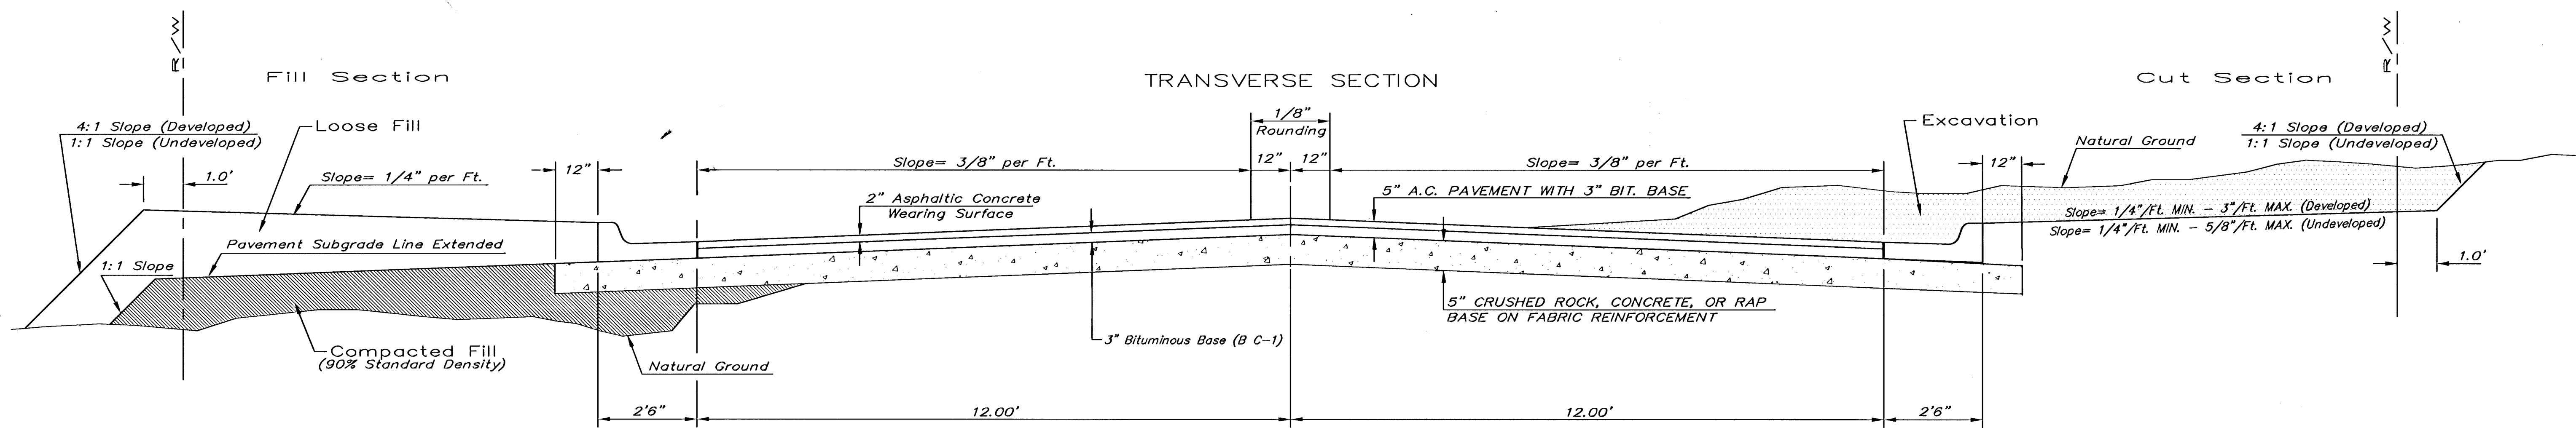 R/W
Fill Section
TRANSVERSE SECTION
Cut Section
R/W
4:1 Slope (Developed)
1:1 Slope (Undeveloped)
Loose Fill
1/8"
Rounding
Excavation
Natural Ground
4:1 Slope (Developed)
1:1 Slope (Undeveloped)
1.0'
Slope= 1/4" per Ft.
12"
Slope= 3/8" per Ft.
12"
12"
Slope= 3/8" per Ft.
12"
2" Asphaltic Concrete
Wearing Surface
5" A.C. PAVEMENT WITH 3" BIT. BASE
Slope= 1/4"/Ft. MIN. - 3"/Ft. MAX. (Developed)
Slope= 1/4"/Ft. MIN. - 5/8"/Ft. MAX. (Undeveloped)
Pavement Subgrade Line Extended
1:1 Slope
1.0'
5" CRUSHED ROCK, CONCRETE, OR RAP
BASE ON FABRIC REINFORCEMENT
3" Bituminous Base (B C-1)
Compacted Fill
(90% Standard Density)
Natural Ground
2'6"
12.00'
12.00'
2'6"